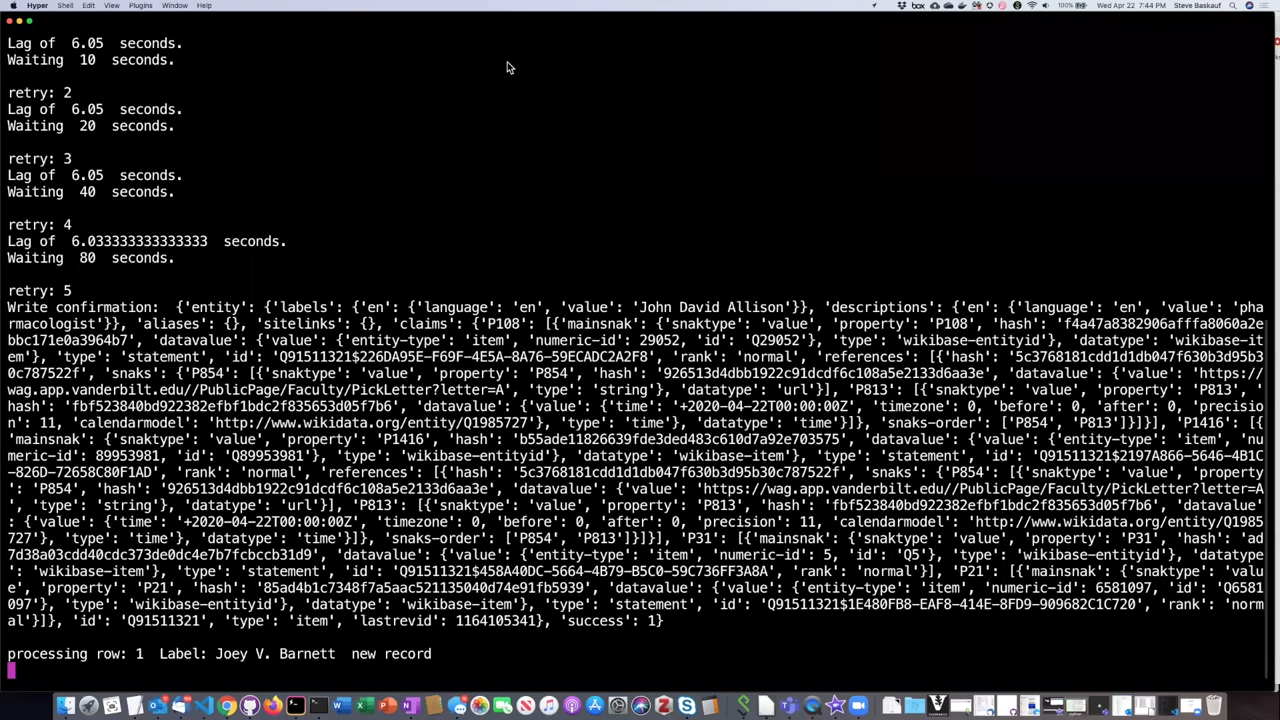 Hyper Shell Edit View Plugins Window Help box 100% Wed Apr 22 7:44 PM Steve Baskauf
Lag of 6.05 seconds.
Waiting 10 seconds.
retry: 2
Lag of 6.05 seconds.
Waiting 20 seconds.
retry: 3
Lag of 6.05 seconds.
Waiting 40 seconds.
retry: 4
Lag of 6.033333333333333 seconds.
Waiting 80 seconds.
retry: 5
Write confirmation: {'entity': {'labels': {'en': {'language': 'en', 'value': 'John David Allison'}}, 'descriptions': {'en': {'language': 'en', 'value': 'pha
rmacologist'}}, 'aliases': {}, 'sitelinks': {}, 'claims': {'P108': [{'mainsnak': {'snaktype': 'value', 'property': 'P108', 'hash': 'f4a47a8382906afffa8060a2e
bbc171e0a3964b7', 'datavalue': {'value': {'entity-type': 'item', 'numeric-id': 29052, 'id': 'Q29052'}, 'type': 'wikibase-entityid'}, 'datatype': 'wikibase-it
em'}, 'type': 'statement', 'id': 'Q91511321$226DA95E-F69F-4E5A-8A76-59ECADC2A2F8', 'rank': 'normal', 'references': [{'hash': '5c3768181cdd1d1db047f630b3d95b3
0c787522f', 'snaks': {'P854': [{'snaktype': 'value', 'property': 'P854', 'hash': '926513d4dbb1922c91dcdf6c108a5e2133d6aa3e', 'datavalue': {'value': 'https://
wag.app.vanderbilt.edu//PublicPage/Faculty/PickLetter?letter=A', 'type': 'string'}, 'datatype': 'url'}], 'P813': [{'snaktype': 'value', 'property': 'P813',
'hash': 'fbf523840bd922382efbf1bdc2f835653d05f7b6', 'datavalue': {'value': {'time': '+2020-04-22T00:00:00Z', 'timezone': 0, 'before': 0, 'after': 0, 'precisio
n': 11, 'calendarmodel': 'http://www.wikidata.org/entity/Q1985727'}, 'type': 'time'}, 'datatype': 'time'}]}, 'snaks-order': ['P854', 'P813']}]}], 'P1416': [{
'mainsnak': {'snaktype': 'value', 'property': 'P1416', 'hash': 'b55ade11826639fde3ded483c610d7a92e703575', 'datavalue': {'value': {'entity-type': 'item', 'nu
meric-id': 89953981, 'id': 'Q89953981'}, 'type': 'wikibase-entityid'}, 'datatype': 'wikibase-item'}, 'type': 'statement', 'id': 'Q91511321$2197A866-5646-4B1C
-826D-72658C80F1AD', 'rank': 'normal', 'references': [{'hash': '5c3768181cdd1d1db047f630b3d95b30c787522f', 'snaks': {'P854': [{'snaktype': 'value', 'property
': 'P854', 'hash': '926513d4dbb1922c91dcdf6c108a5e2133d6aa3e', 'datavalue': {'value': 'https://wag.app.vanderbilt.edu//PublicPage/Faculty/PickLetter?letter=A
', 'type': 'string'}, 'datatype': 'url'}], 'P813': [{'snaktype': 'value', 'property': 'P813', 'hash': 'fbf523840bd922382efbf1bdc2f835653d05f7b6', 'datavalue'
: {'value': {'time': '+2020-04-22T00:00:00Z', 'timezone': 0, 'before': 0, 'after': 0, 'precision': 11, 'calendarmodel': 'http://www.wikidata.org/entity/Q1985
727'}, 'type': 'time'}, 'datatype': 'time'}]}, 'snaks-order': ['P854', 'P813']}]}], 'P31': [{'mainsnak': {'snaktype': 'value', 'property': 'P31', 'hash': 'ad
7d38a03cdd40cdc373de0dc4e7b7fcbccb31d9', 'datavalue': {'value': {'entity-type': 'item', 'numeric-id': 5, 'id': 'Q5'}, 'type': 'wikibase-entityid'}, 'datatype
': 'wikibase-item'}, 'type': 'statement', 'id': 'Q91511321$458A40DC-5664-4B79-B5C0-59C736FF3A8A', 'rank': 'normal'}], 'P21': [{'mainsnak': {'snaktype': 'valu
e', 'property': 'P21', 'hash': '85ad4b1c7348f7a5aac521135040d74e91fb5939', 'datavalue': {'value': {'entity-type': 'item', 'numeric-id': 6581097, 'id': 'Q6581
097'}, 'type': 'wikibase-entityid'}, 'datatype': 'wikibase-item'}, 'type': 'statement', 'id': 'Q91511321$1E480FB8-EAF8-414E-8FD9-909682C1C720', 'rank': 'norm
al'}]}, 'id': 'Q91511321', 'type': 'item', 'lastrevid': 1164105341}, 'success': 1}
processing row: 1 Label: Joey V. Barnett new record